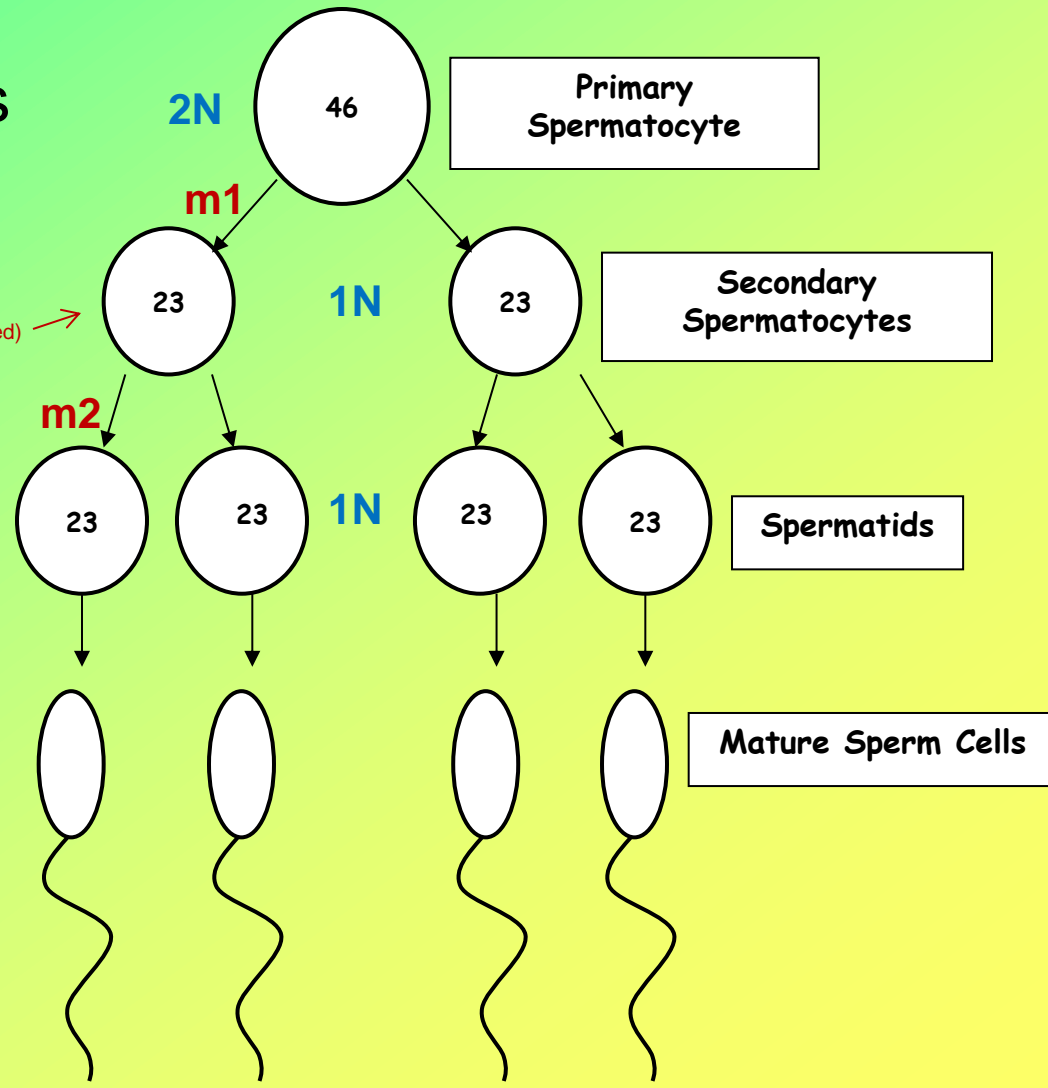 s
2N
46
Primary
Spermatocyte
m1
23
1N
23
Secondary
Spermatocytes
ed)
m2
23
23
1N
23
23
Spermatids
Mature Sperm Cells